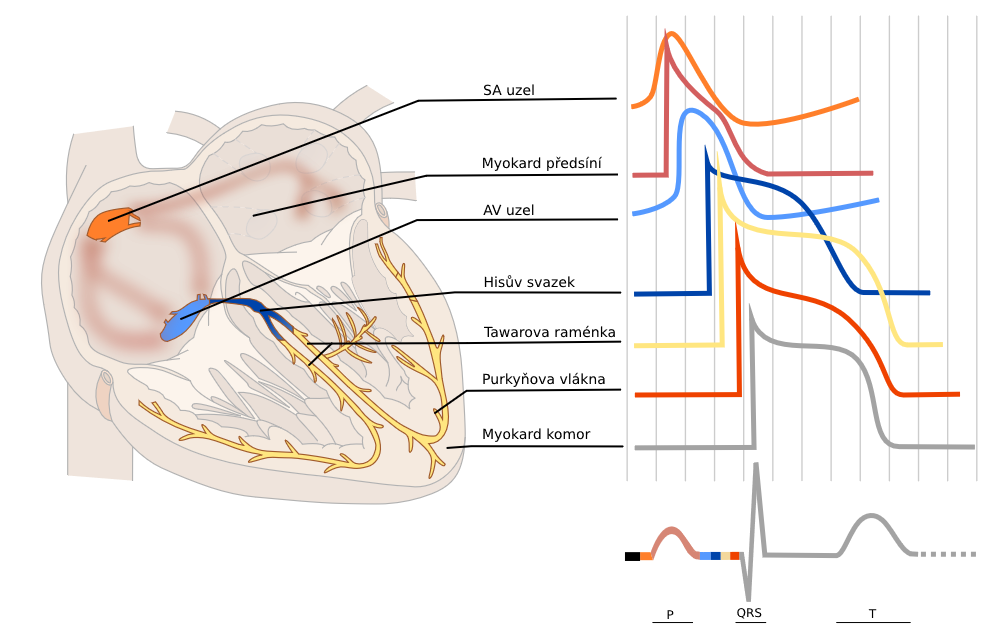 SA uzel
Myokard předsíní
AV uzel
Hisův svazek
Tawarova raménka
Purkyňova vlákna
Myokard komor
P
QRS
T